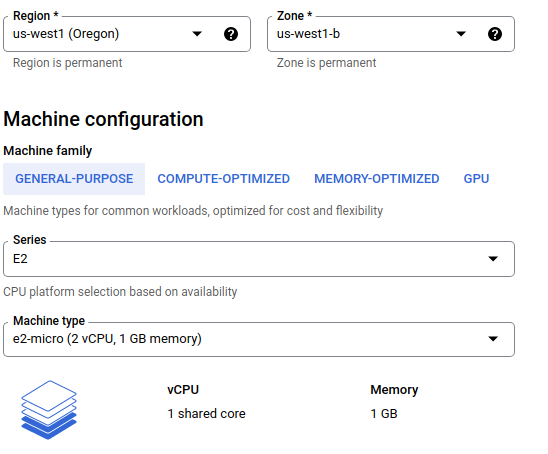 Region *
Zone *
us-west1 (Oregon)
us-west1-b
Region is permanent
Zone is permanent
Machine configuration
Machine family
GENERAL-PURPOSE COMPUTE-OPTIMIZED MEMORY-OPTIMIZED GPU
Machine types for common workloads, optimized for cost and flexibility
Series
E2
CPU platform selection based on availability
Machine type
e2-micro (2 vCPU, 1 GB memory)
vCPU
Memory
1 shared core
1 GB